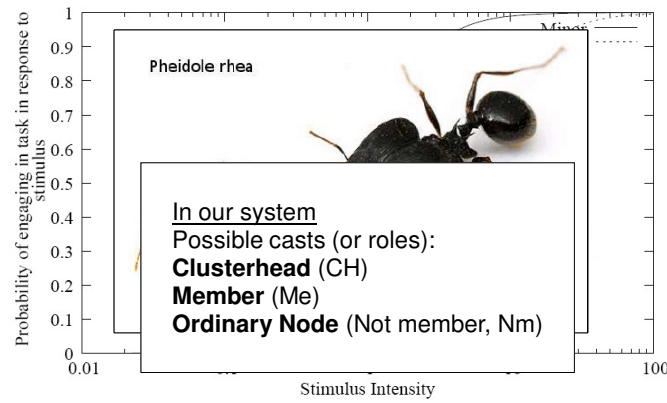 Probability of engaging in task in response to
stimulus
1
0.9
0.8
0.7
0.6
0.5
0.4
0.3
0.2
0.1
0
Minor
Pheidole rhea
In our system
Possible casts (or roles):
Clusterhead (CH)
Member (Me)
Ordinary Node (Not member, Nm)
0.01
100
Stimulus Intensity